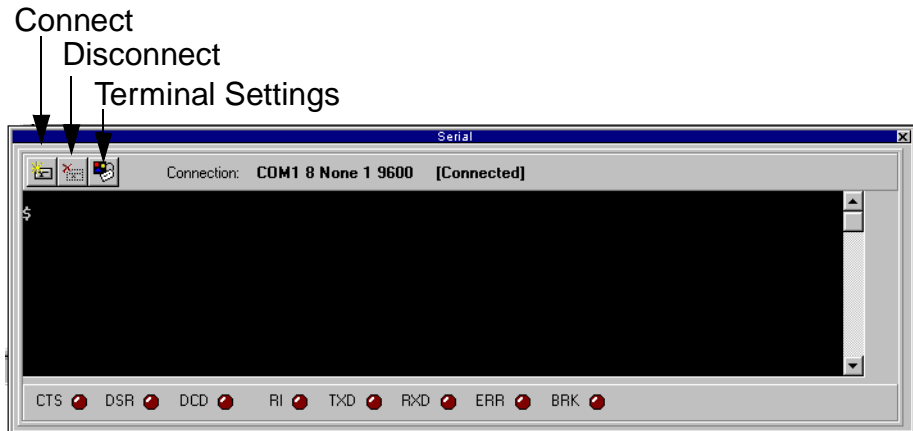 Connect
Disconnect
Terminal Settings
Serial
Connection: COM1 8 None 1 9600 [Connected]
$
CTS DSR DCD RI TXD RXD ERR BRK